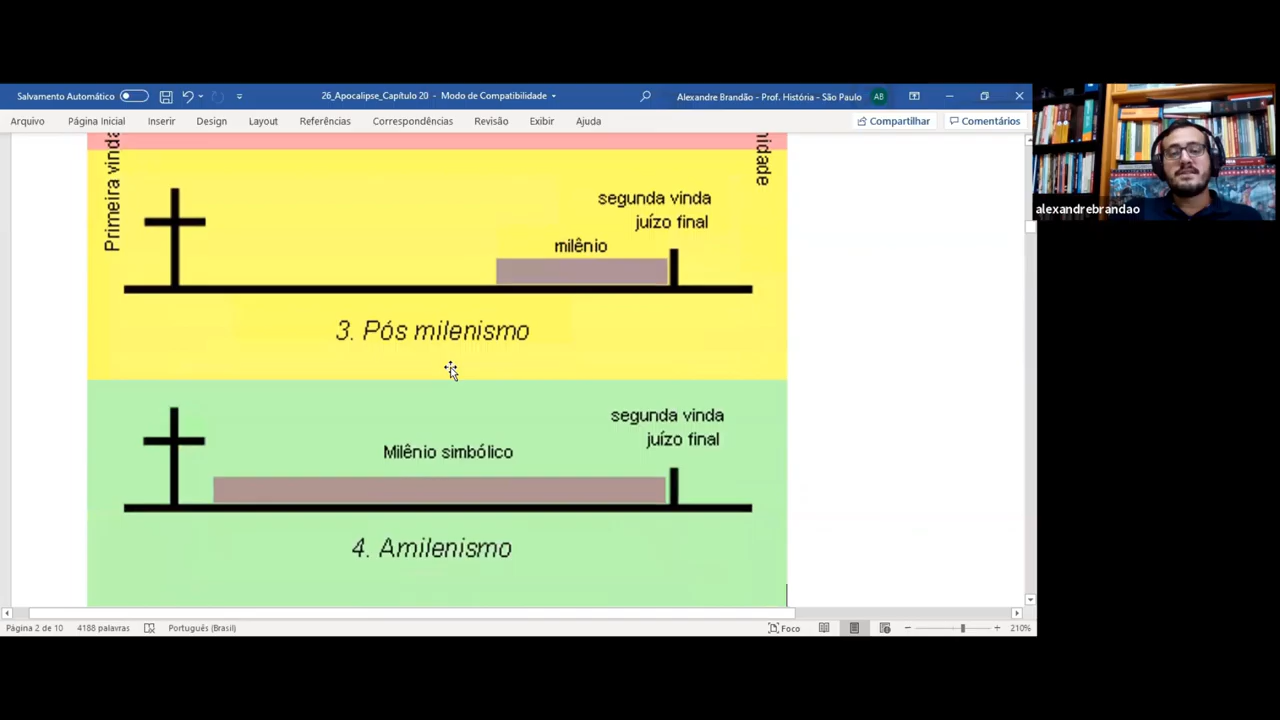 Salvamento Automático
26_Apocalipse_Capítulo 20 - Modo de Compatibilidade
Alexandre Brandão - Prof. História - São Paulo
AB
Arquivo Página Inicial Inserir Design Layout Referências Correspondências Revisão Exibir Ajuda
Compartilhar
Comentários
Primeira vinda
nidade
segunda vinda
juízo final
milênio
3. Pós milenismo
segunda vinda
juízo final
Milênio simbólico
4. Amilenismo
Página 2 de 10 4188 palavras Português (Brasil)
Foco
210%
alexandrebrandao